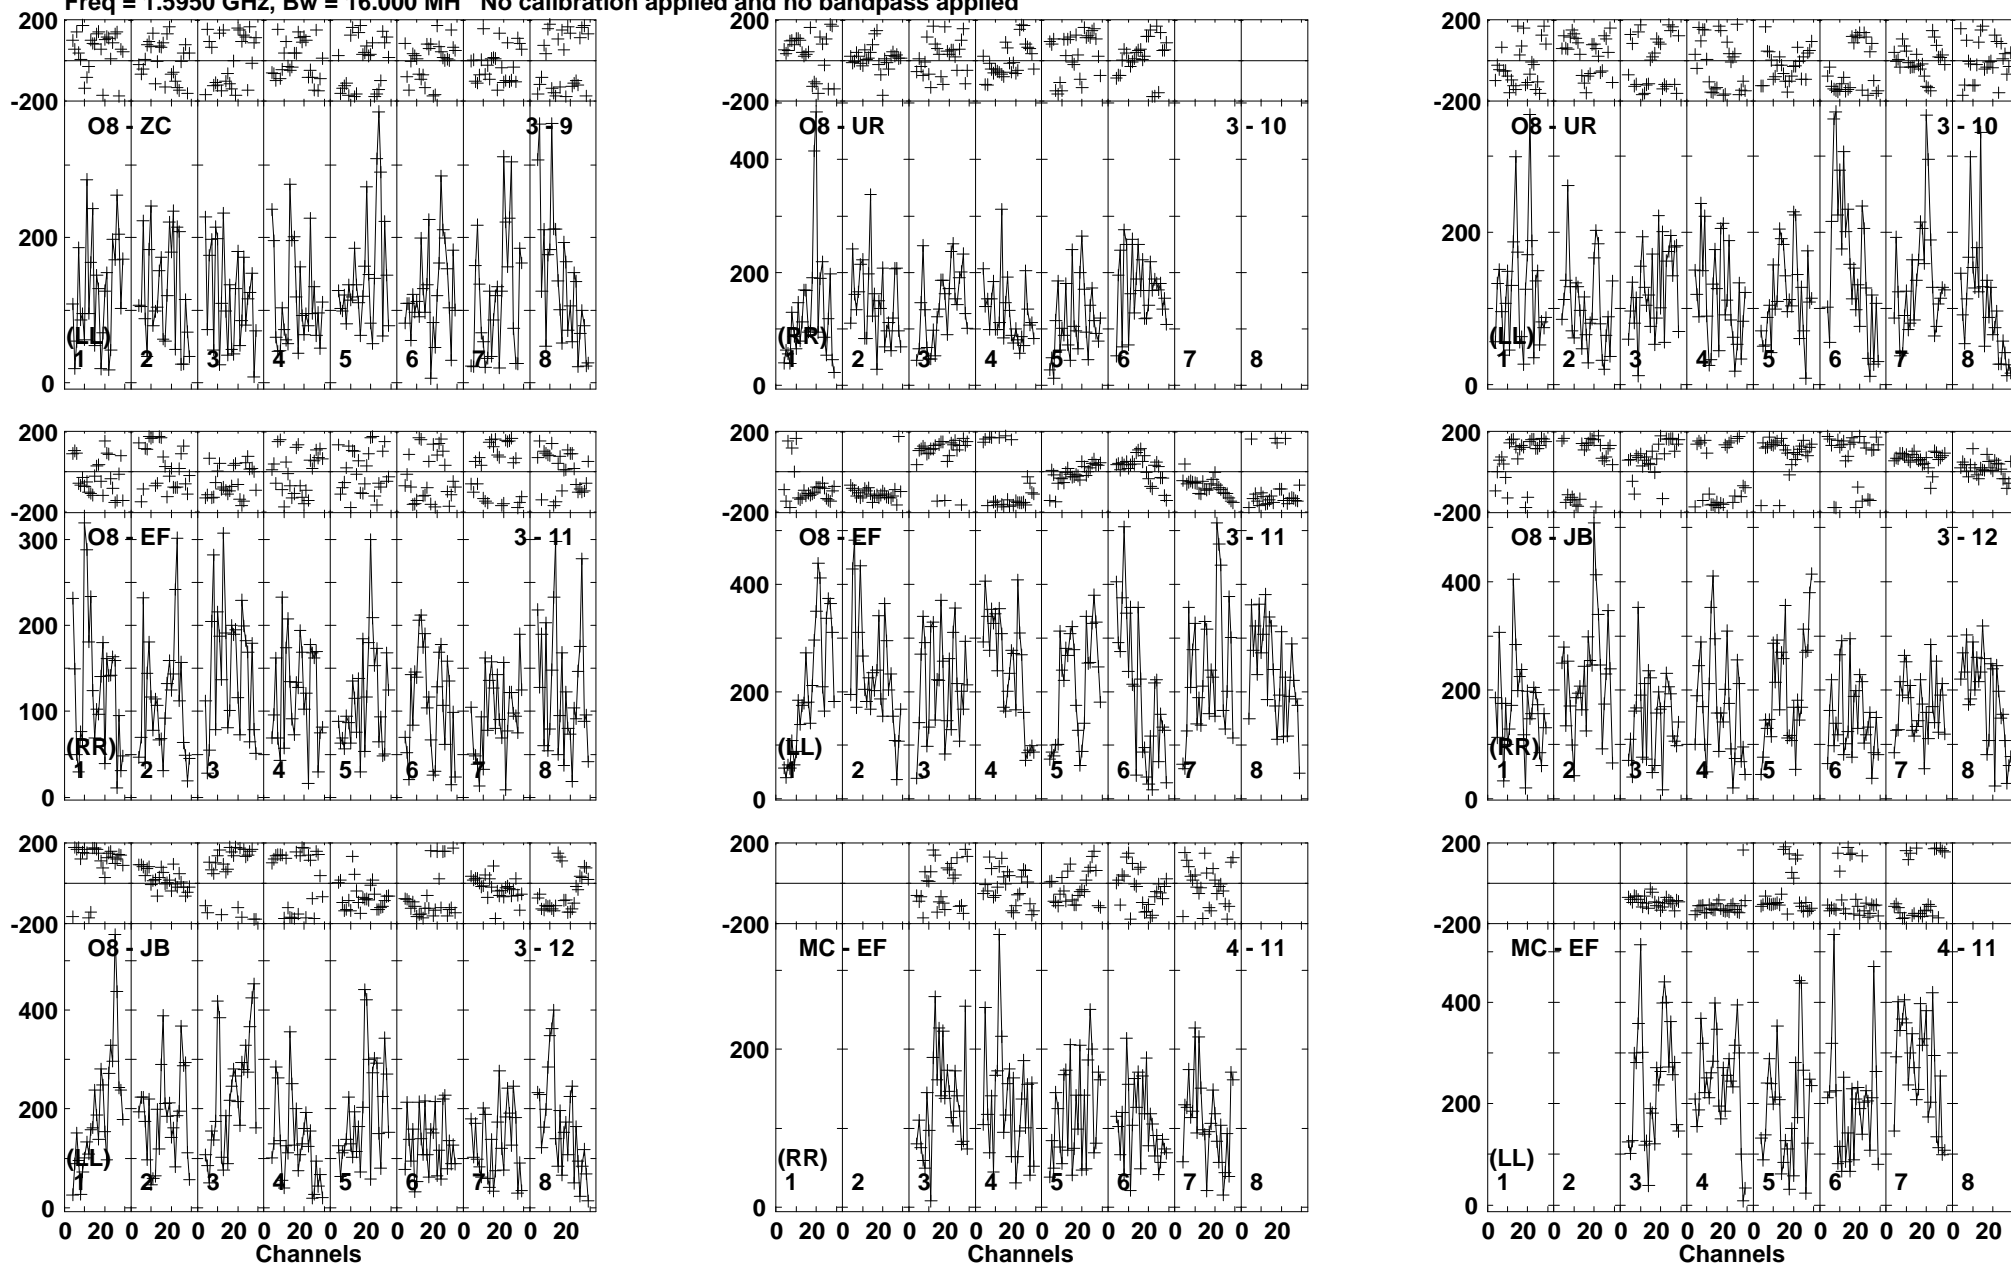 Freq = 1.5950 GHz, Bw = 16.000 MH No calibration applied and no bandpass applied
200 200 200
-200 -200 -200
O8 - ZC 3 - 9 O8 - UR 3 - 10 O8 - UR 3 - 10
400
200 200 200
(LL) (RR) (LL)
1 2 3 4 5 6 7 8 1 2 3 4 5 6 7 8 1 2 3 4 5 6 7 8
0 0 0
200 200 200
-200 -200 -200
O8 - EF 3 - 11 O8 - EF 3 - 11 O8 - JB 3 - 12
300 400 400
200 200 200
100
(RR) (LL) (RR)
1 2 3 4 5 6 7 8 1 2 3 4 5 6 7 8 1 2 3 4 5 6 7 8
0 0 0
200 200 200
-200 -200 -200
O8 - JB 3 - 12 MC - EF 4 - 11 MC - EF 4 - 11
400 400
200 200 200
(LL) (RR) (LL)
1 2 3 4 5 6 7 8 1 2 3 4 5 6 7 8 1 2 3 4 5 6 7 8
0 0 0
0 20 0 20 0 20 0 20 0 20 0 20 0 20 0 20 0 20 0 20 0 20 0 20 0 20 0 20 0 20 0 20 0 20 0 20 0 20 0 20 0 20 0 20 0 20 0 20
Channels Channels Channels